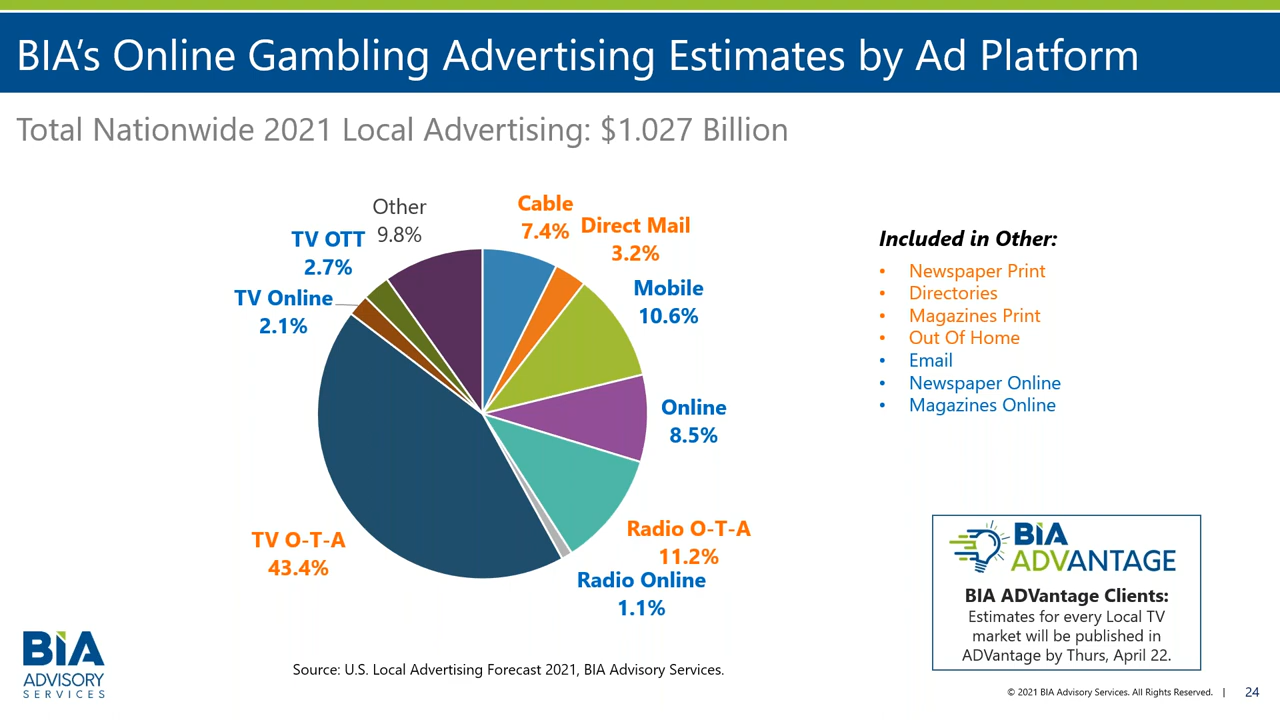 BIA's Online Gambling Advertising Estimates by Ad Platform
Total Nationwide 2021 Local Advertising: $1.027 Billion
Other
9.8%
Cable
7.4%
Direct Mail
3.2%
TV OTT
2.7%
Mobile
10.6%
TV Online
2.1%
Online
8.5%
TV O-T-A
43.4%
Radio O-T-A
11.2%
Radio Online
1.1%
Included in Other:
• Newspaper Print
• Directories
• Magazines Print
• Out Of Home
• Email
• Newspaper Online
• Magazines Online
BIA
ADVANTAGE
BIA ADVantage Clients:
Estimates for every Local TV
market will be published in
ADVantage by Thurs, April 22.
BIA
ADVISORY
SERVICES
Source: U.S. Local Advertising Forecast 2021, BIA Advisory Services.
© 2021 BIA Advisory Services. All Rights Reserved. | 24